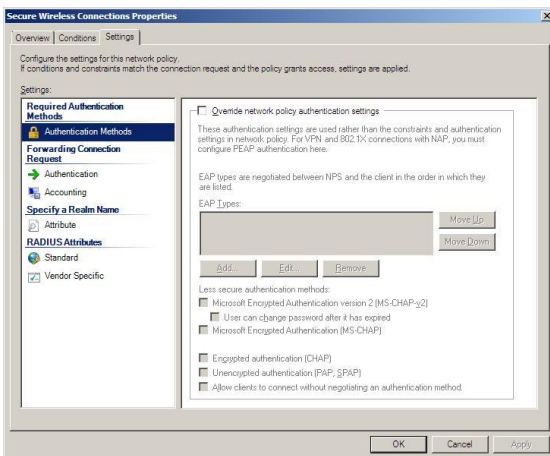 Secure Wireless Connections Properties
Overview
Conditions
Settings
Configure the settings for this network policy.
If conditions and constraints match the connection request and the policy grants access, settings are applied.
Settings:
Required Authentication
Methods
Authentication Methods
Forwarding Connection
Request
Authentication
Accounting
Specify a Realm Name
Attribute
RADIUS Attributes
Standard
Vendor Specific
Override network policy authentication settings
These authentication settings are used rather than the constraints and authentication
settings in network policy. For VPN and 802.1X connections with NAP, you must
configure PEAP authentication here.
EAP types are negotiated between NPS and the client in the order in which they
are listed.
EAP Types:
Move Up
Move Down
Add...
Edit...
Remove
Less secure authentication methods:
Microsoft Encrypted Authentication version 2 (MS-CHAP-v2)
User can change password after it has expired
Microsoft Encrypted Authentication (MS-CHAP)
Encrypted authentication (CHAP)
Unencrypted authentication (PAP, SPAP)
Allow clients to connect without negotiating an authentication method.
OK
Cancel
Apply